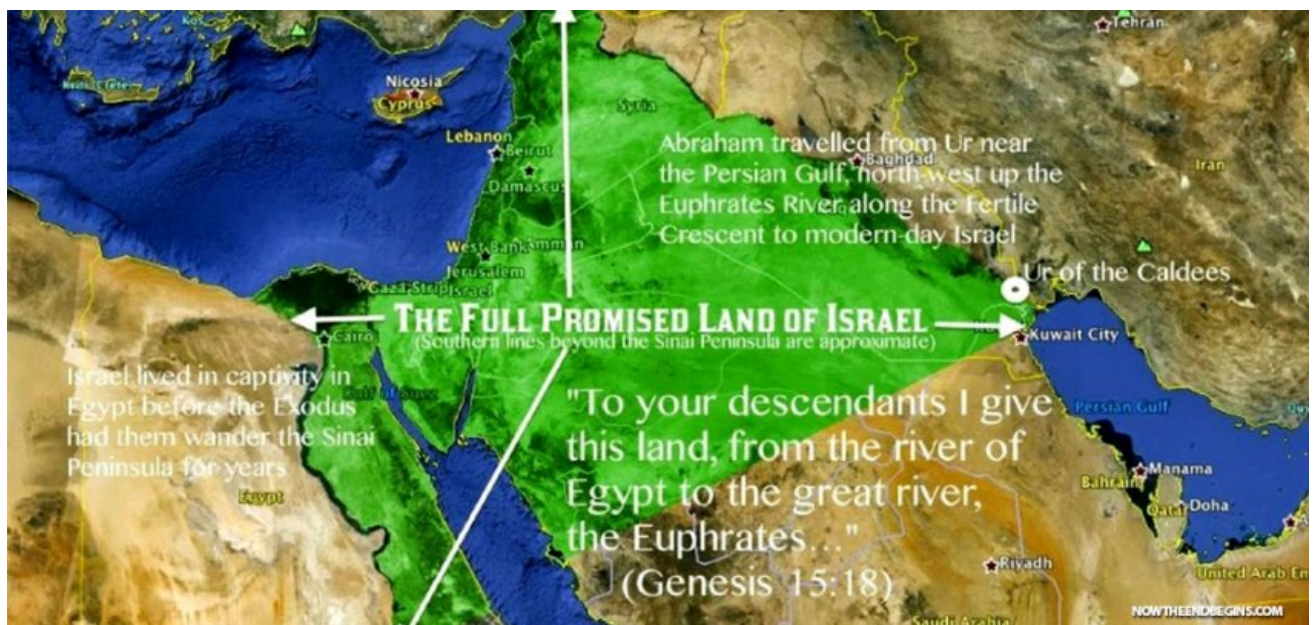 Kos
Tehran
Nicosia
Cyprus
Syria
Lebanon
Beirut
Damascus
Abraham travelled from Ur near
the Persian Gulf, north-west up the
Euphrates River along the Fertile
Crescent to modern-day Israel
Baghdad
Iraq
Iran
West Bank
Amman
Jerusalem
Gaza Strip
Israel
Ur of the Caldees
THE FULL PROMISED LAND OF ISRAEL
(Southern lines beyond the Sinai Peninsula are approximate)
Cairo
Kuwait City
Israel lived in captivity in
Egypt before the Exodus
had them wander the Sinai
Peninsula for years
Gulf of Suez
Egypt
"To your descendants I give
this land, from the river of
Egypt to the great river,
the Euphrates..."
(Genesis 15:18)
Persian Gulf
Manama
Bahrain
Qatar
Doha
Riyadh
United Arab Em
Saudi Arabia
NOWTHEENDBEGINS.COM